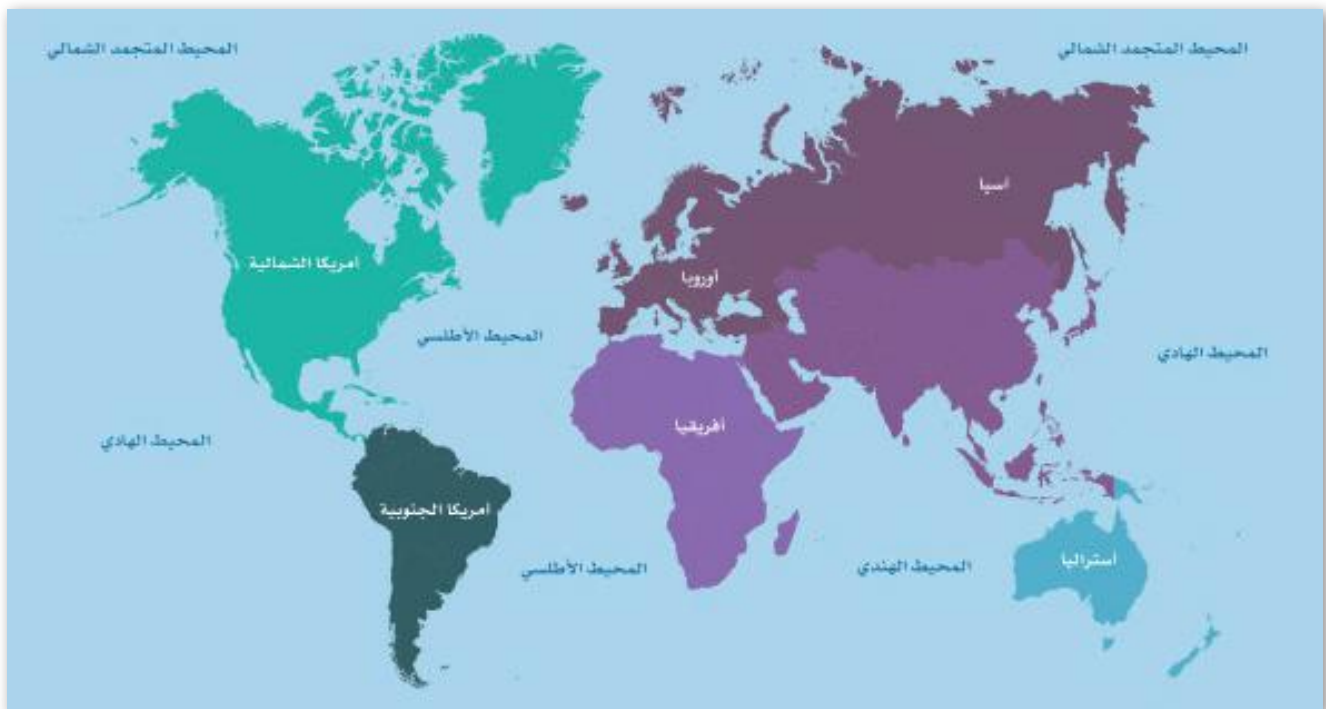 المحيط المتجمد الشمالي
المحيط المتجمد الشمالي
آسيا
أمريكا الشمالية
أوروبا
المحيط الأطلسي
المحيط الهادي
أفريقيا
المحيط الهادي
أمريكا الجنوبية
أستراليا
المحيط الهندي
المحيط الأطلسي